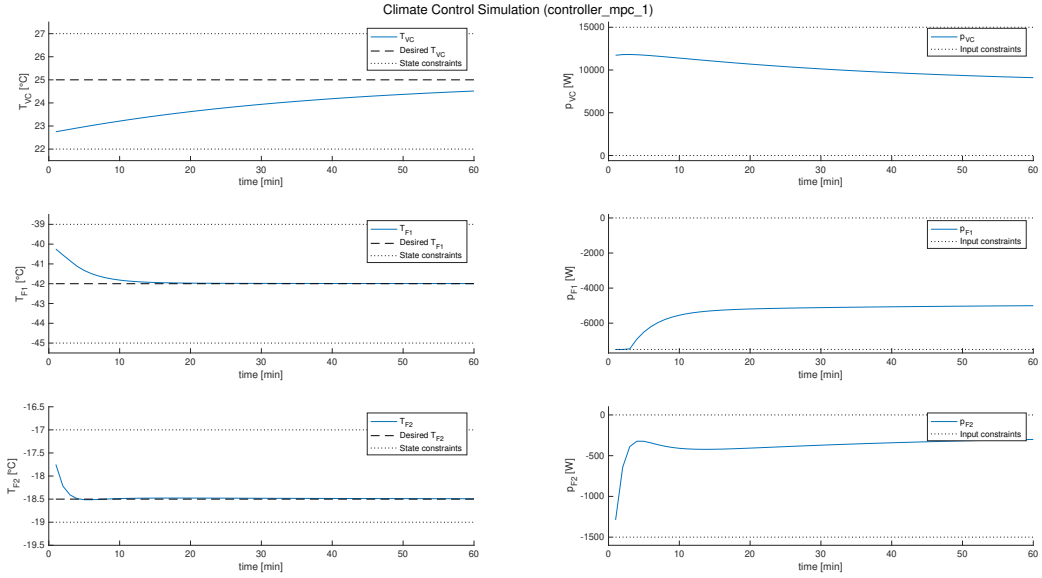 Climate Control Simulation (controller_mpc_1)
27
26
25
24
23
22
T_VC [°C]
0 10 20 30 40 50 60
time [min]
T_VC
Desired T_VC
State constraints
15000
10000
5000
0
p_VC [W]
0 10 20 30 40 50 60
time [min]
p_VC
Input constraints
-39
-40
-41
-42
-43
-44
-45
T_F1 [°C]
0 10 20 30 40 50 60
time [min]
T_F1
Desired T_F1
State constraints
0
-2000
-4000
-6000
p_F1 [W]
0 10 20 30 40 50 60
time [min]
p_F1
Input constraints
-16.5
-17
-17.5
-18
-18.5
-19
-19.5
T_F2 [°C]
0 10 20 30 40 50 60
time [min]
T_F2
Desired T_F2
State constraints
0
-500
-1000
-1500
p_F2 [W]
0 10 20 30 40 50 60
time [min]
p_F2
Input constraints